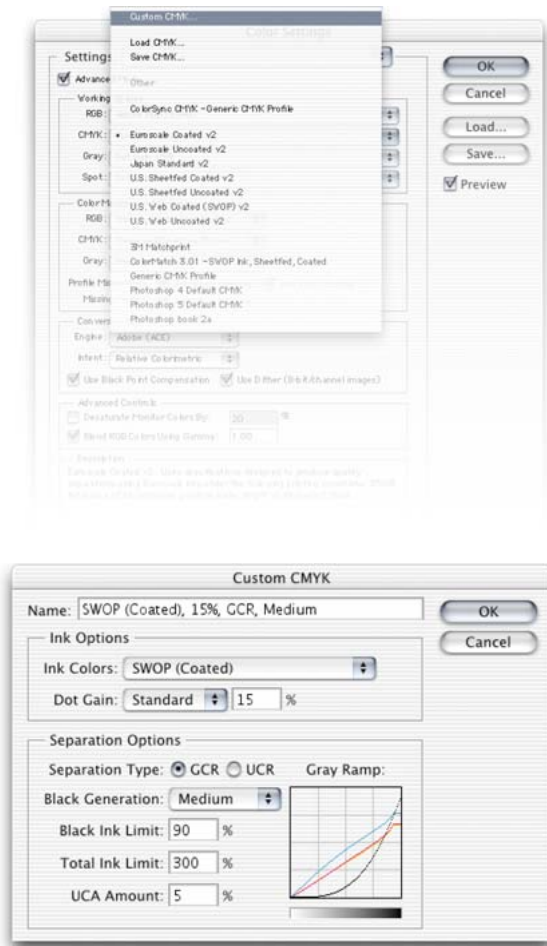 Custom CMYK...
Color Settings
Load CMYK...
Save CMYK...
Other
ColorSync CMYK - Generic CMYK Profile
• Euroscale Coated v2
Euroscale Uncoated v2
Japan Standard v2
U.S. Sheetfed Coated v2
U.S. Sheetfed Uncoated v2
U.S. Web Coated (SWOP) v2
U.S. Web Uncoated v2
3M Matchprint
ColorMatch 3.01 - SWOP Ink, Sheetfed, Coated
Generic CMYK Profile
Photoshop 4 Default CMYK
Photoshop 5 Default CMYK
Photoshop book 2a
Settings
Advance
Working
RGB:
CMYK:
Gray:
Spot:
Color Ma
RGB:
CMYK:
Gray:
Profile Mis
Missing
Convers
Engine: Adobe (ACE)
Intent: Relative Colorimetric
Use Black Point Compensation Use Dither (8-bit/channel images)
Advanced Controls
Desaturate Monitor Colors By: 20 %
Blend RGB Colors Using Gamma: 1.00
Description
OK
Cancel
Load...
Save...
Preview
Custom CMYK
Name: SWOP (Coated), 15%, GCR, Medium
OK
Cancel
Ink Options
Ink Colors: SWOP (Coated)
Dot Gain: Standard 15 %
Separation Options
Separation Type: GCR UCR Gray Ramp:
Black Generation: Medium
Black Ink Limit: 90 %
Total Ink Limit: 300 %
UCA Amount: 5 %